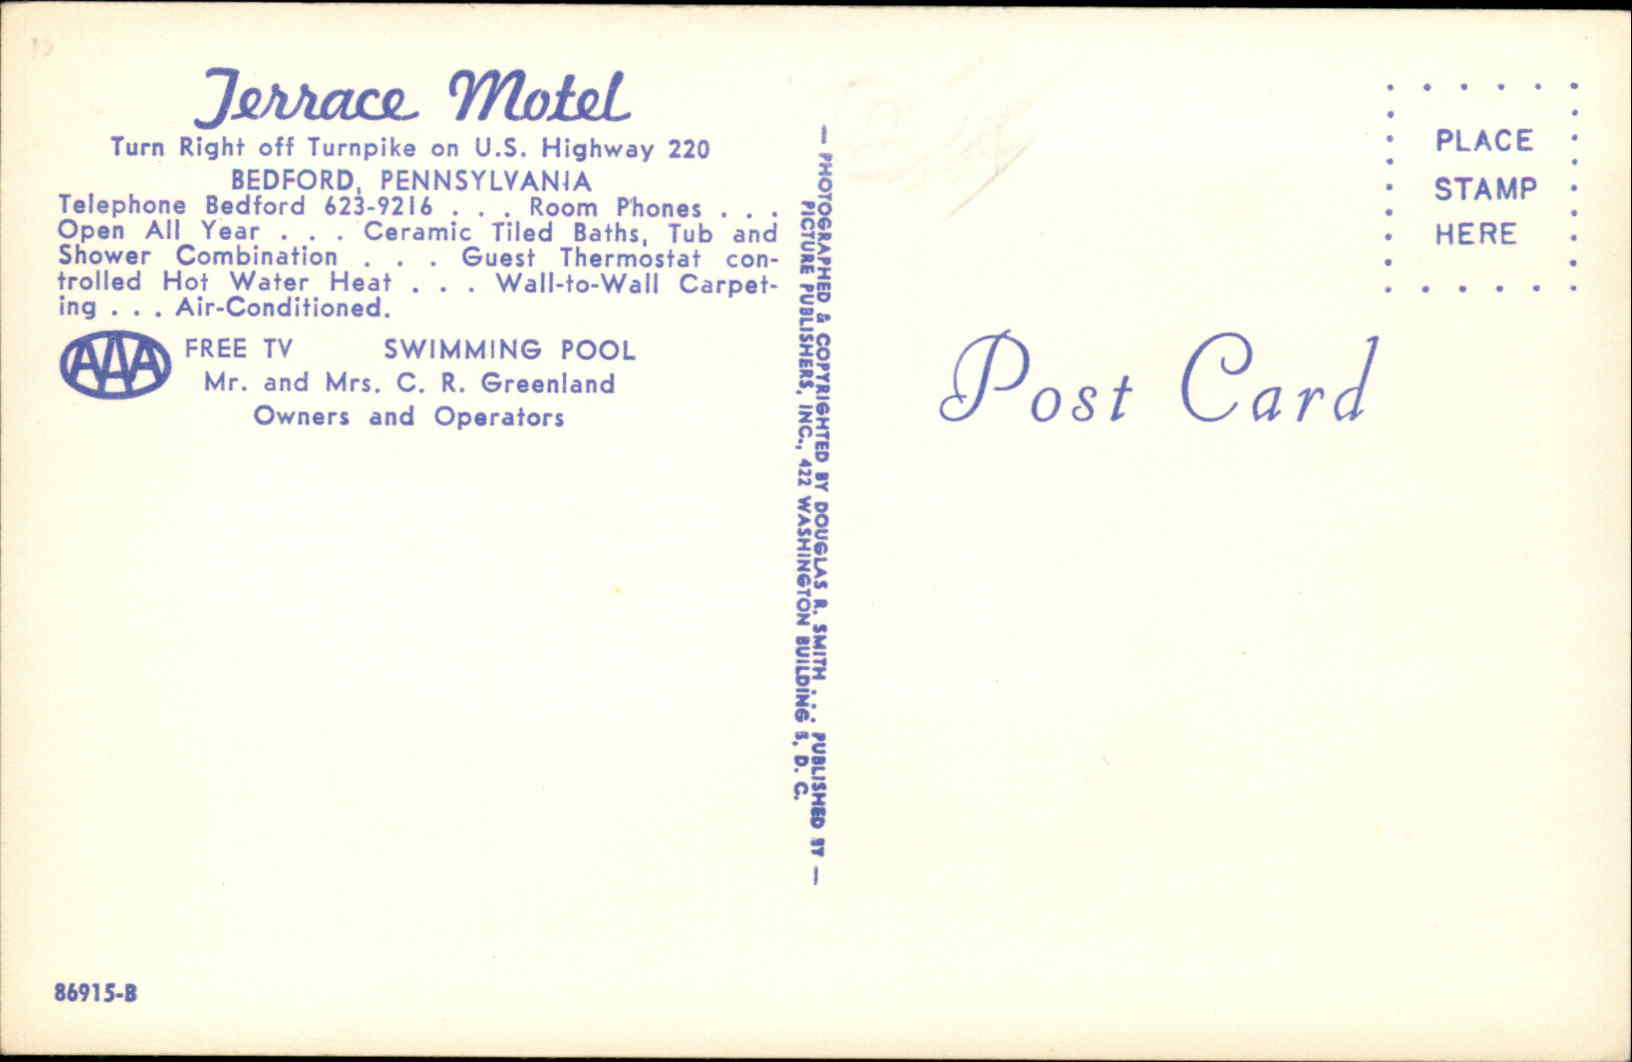 Terrace Motel
Turn Right off Turnpike on U.S. Highway 220
BEDFORD, PENNSYLVANIA
Telephone Bedford 623-9216 . . . Room Phones . . .
Open All Year . . . Ceramic Tiled Baths, Tub and
Shower Combination . . . Guest Thermostat con-
trolled Hot Water Heat . . . Wall-to-Wall Carpet-
ing . . . Air-Conditioned.
AAA
FREE TV SWIMMING POOL
Mr. and Mrs. C. R. Greenland
Owners and Operators
86915-B
— PHOTOGRAPHED & COPYRIGHTED BY DOUGLAS R. SMITH . . . PUBLISHED BY —
PICTURE PUBLISHERS, INC., 422 WASHINGTON BUILDING 5, D. C.
PLACE
STAMP
HERE
Post Card